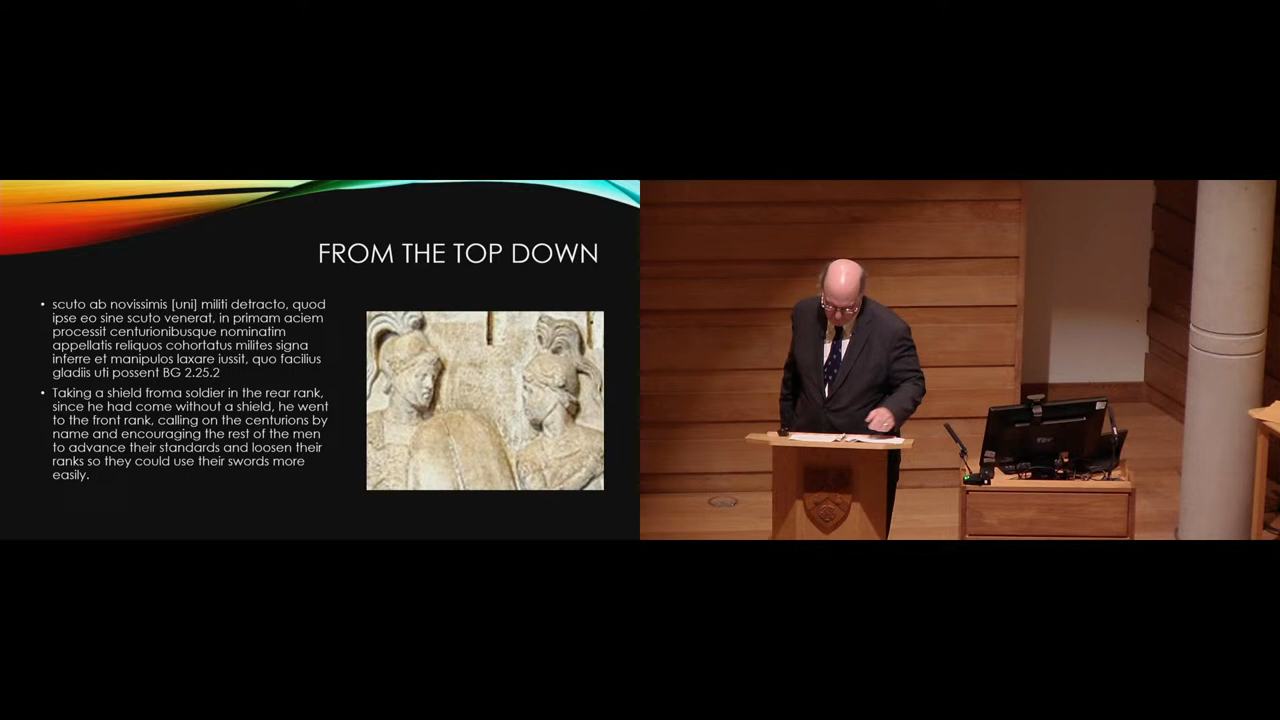 FROM THE TOP DOWN
• scuto ab novissimis [uni] militi detracto, quod
ipse eo sine scuto venerat, in primam aciem
processit centurionibusque nominatim
appellatis reliquos cohortatus milites signa
inferre et manipulos laxare iussit, quo facilius
gladiis uti possent BG 2.25.2
• Taking a shield froma soldier in the rear rank,
since he had come without a shield, he went
to the front rank, calling on the centurions by
name and encouraging the rest of the men
to advance their standards and loosen their
ranks so they could use their swords more
easily.